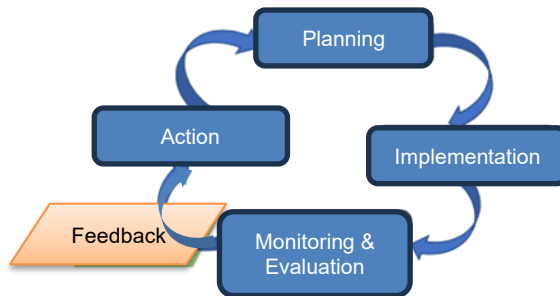 Planning
Action
Implementation
Feedback
Monitoring &
Evaluation